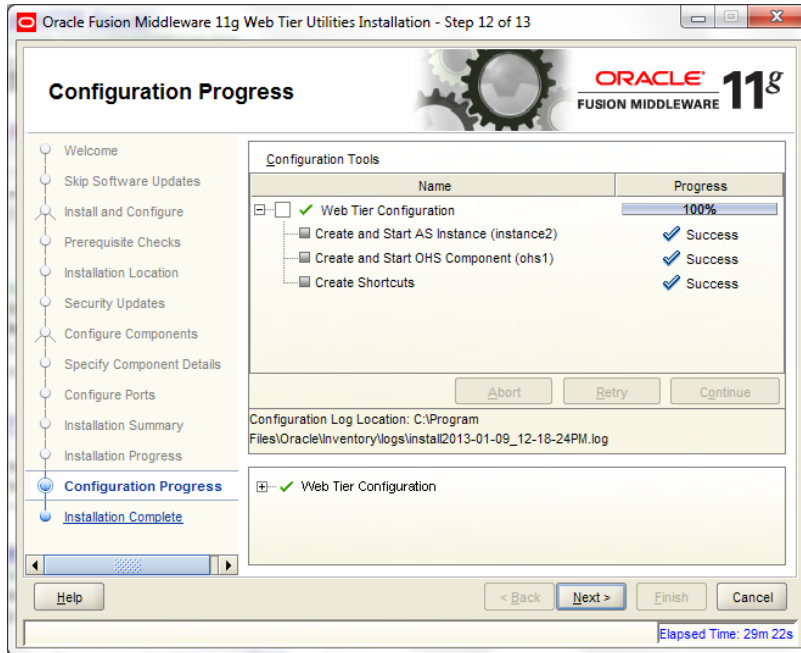 Oracle Fusion Middleware 11g Web Tier Utilities Installation - Step 12 of 13
Configuration Progress
ORACLE
FUSION MIDDLEWARE 11g
Welcome
Skip Software Updates
Install and Configure
Prerequisite Checks
Installation Location
Security Updates
Configure Components
Specify Component Details
Configure Ports
Installation Summary
Installation Progress
Configuration Progress
Installation Complete
Configuration Tools
Name Progress
Web Tier Configuration 100%
Create and Start AS Instance (instance2) Success
Create and Start OHS Component (ohs1) Success
Create Shortcuts Success
Abort Retry Continue
Configuration Log Location: C:\Program
Files\Oracle\Inventory\logs\install2013-01-09_12-18-24PM.log
Web Tier Configuration
Help < Back Next > Finish Cancel
Elapsed Time: 29m 22s